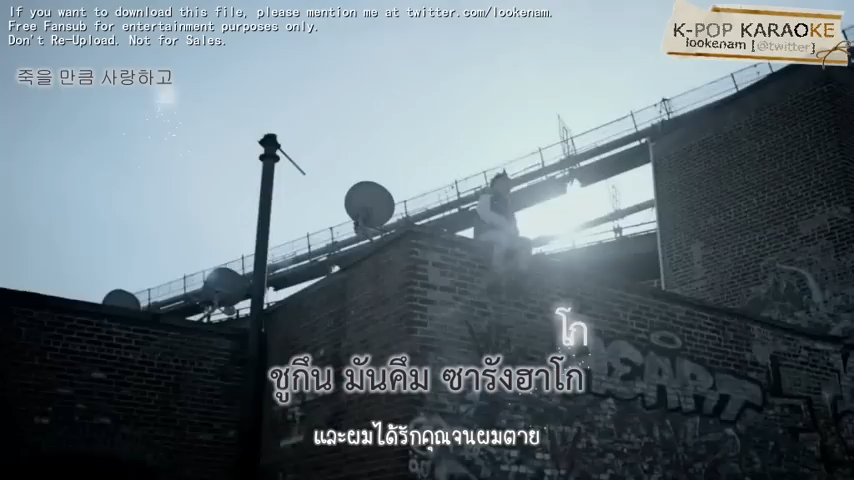 If you want to download this file, please mention me at twitter.com/lookenam.
Free Fansub for entertainment purposes only.
Don't Re-Upload. Not for Sales.
K-POP KARAOKE
lookenam [@twitter]
죽을 만큼 사랑하고
โก
ชูกึน มันคึม ซารังฮาโก
HEART
และผมได้รักคุณจนผมตาย